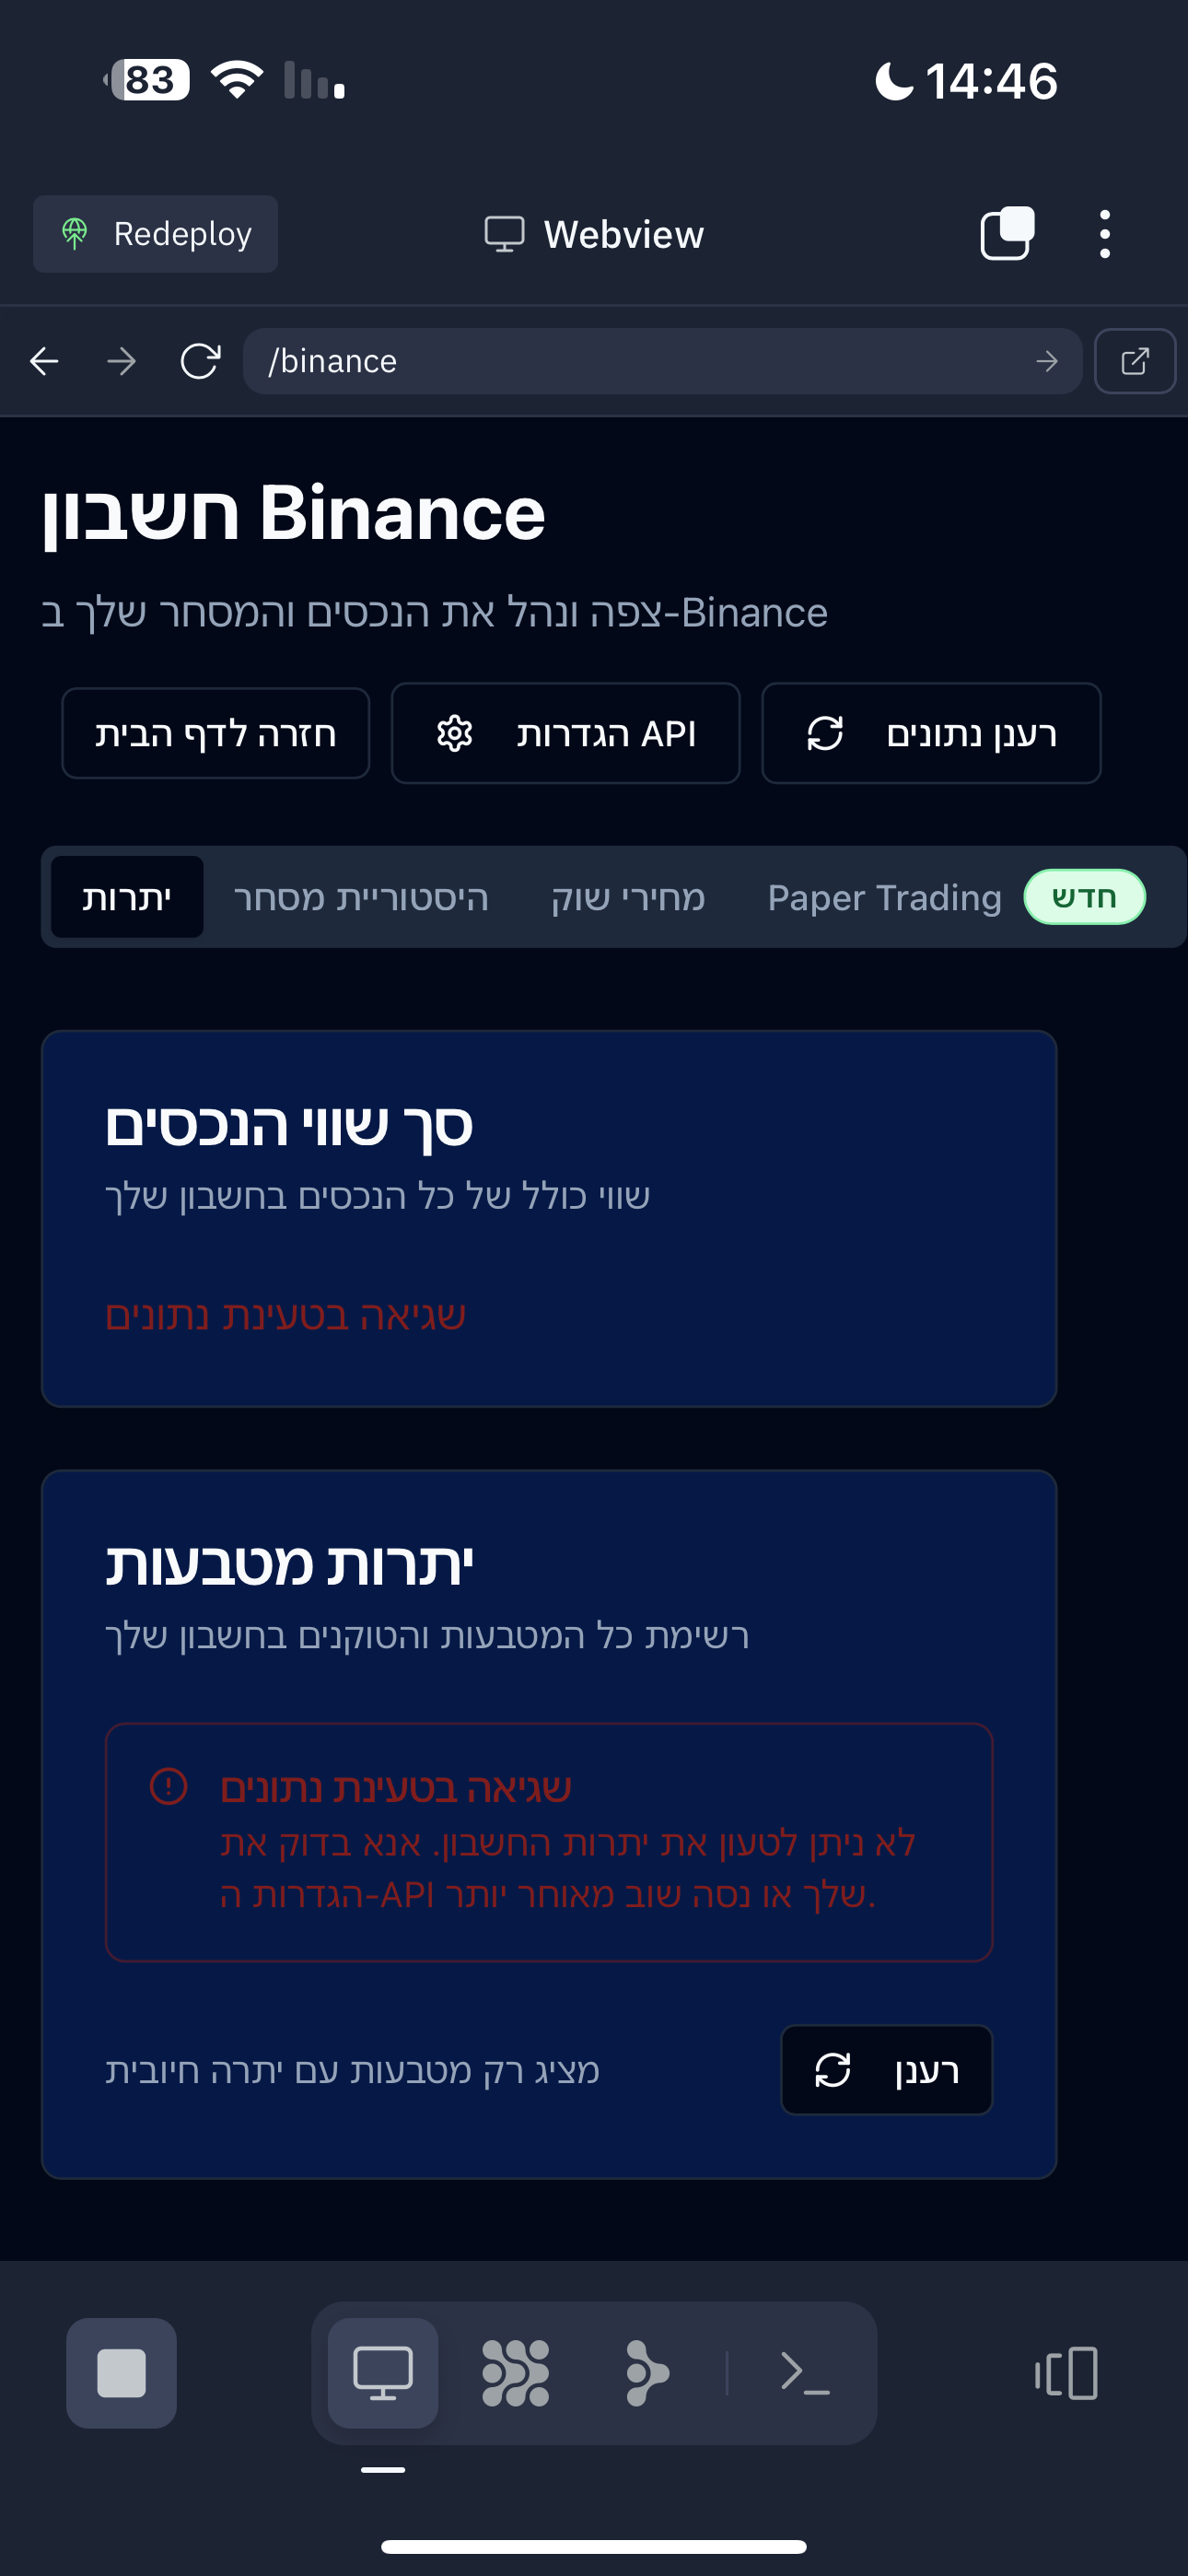 83
14:46
Redeploy
Webview
/binance
חשבון Binance
צפה ונהל את הנכסים והמסחר שלך ב-Binance
חזרה לדף הבית
הגדרות API
רענן נתונים
יתרות
היסטוריית מסחר
מחירי שוק
Paper Trading
חדש
סך שווי הנכסים
שווי כולל של כל הנכסים בחשבון שלך
שגיאה בטעינת נתונים
יתרות מטבעות
רשימת כל המטבעות והטוקנים בחשבון שלך
שגיאה בטעינת נתונים
לא ניתן לטעון את יתרות החשבון. אנא בדוק את
הגדרות ה-API שלך או נסה שוב מאוחר יותר.
מציג רק מטבעות עם יתרה חיובית
רענן